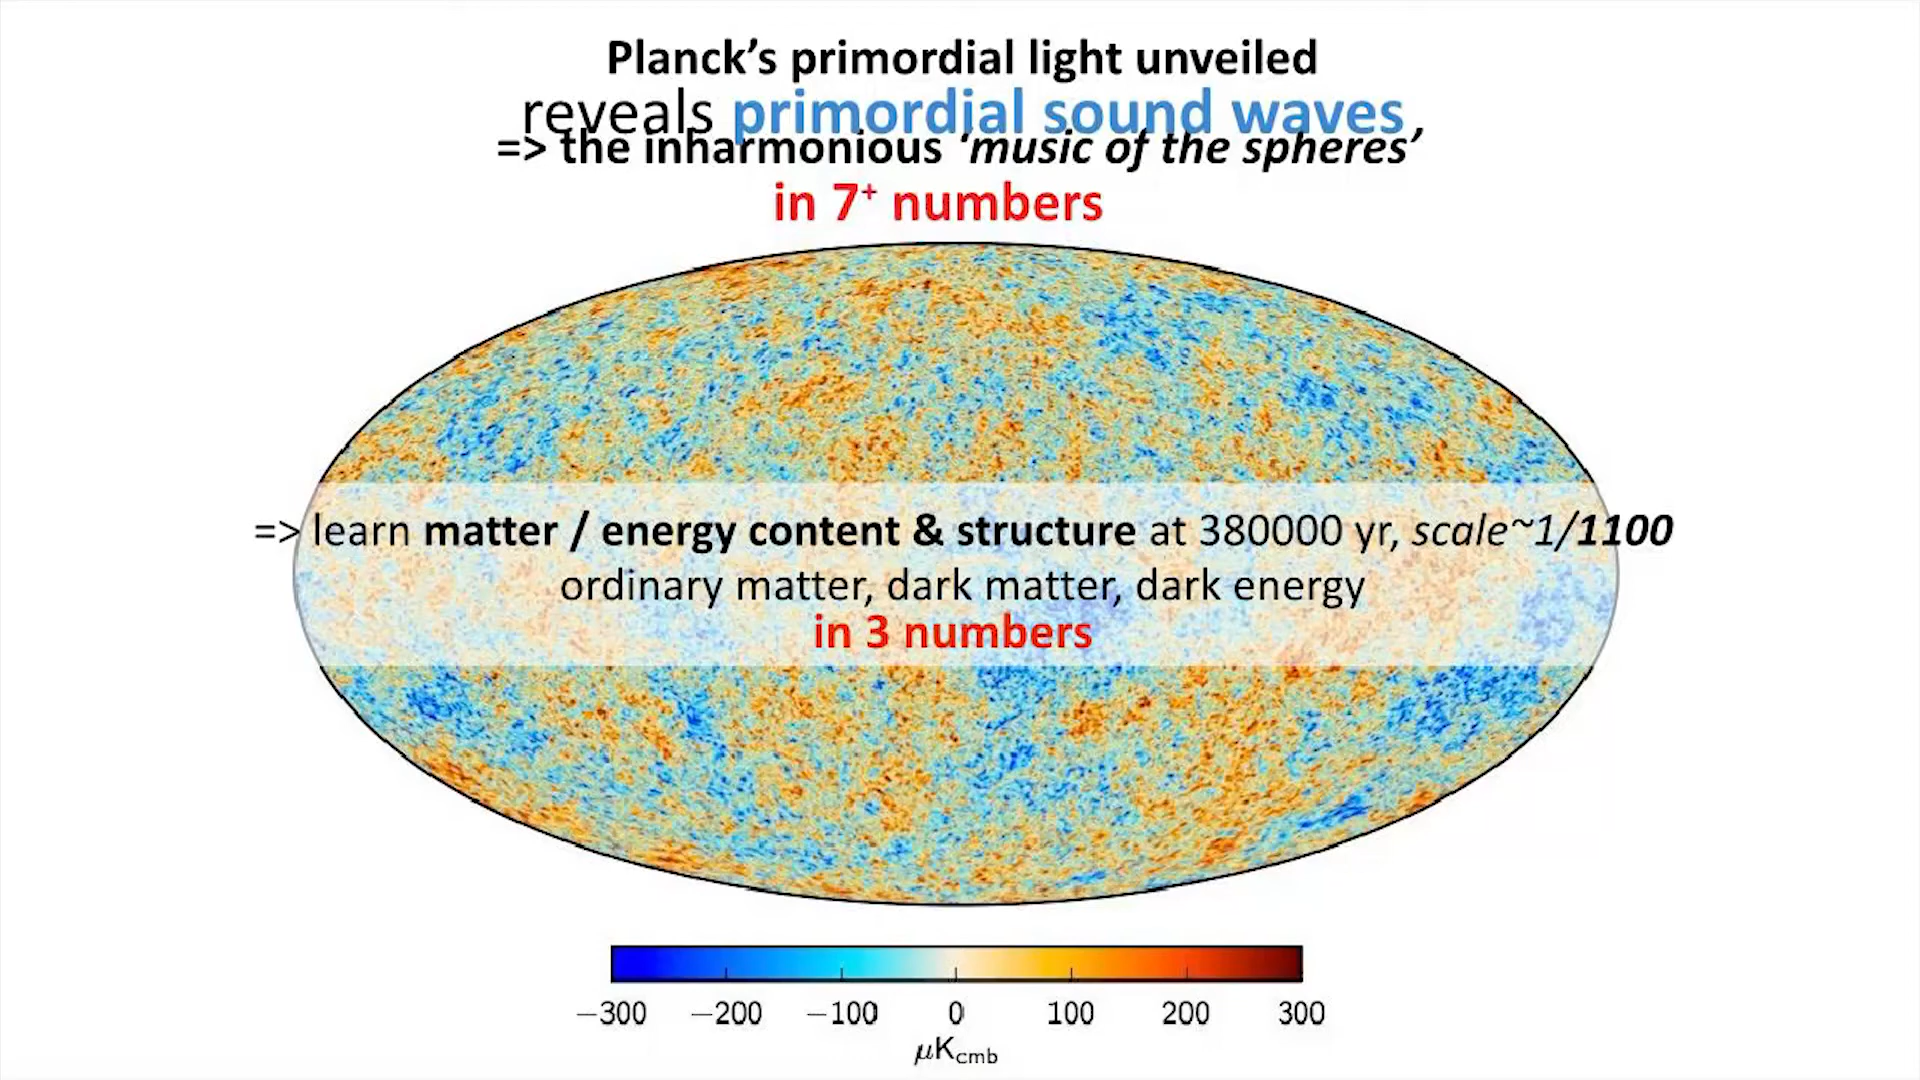 Planck’s primordial light unveiled
reveals primordial sound waves
=> the inharmonious ‘music of the spheres’
in 7⁺ numbers
=> learn matter / energy content & structure at 380000 yr, scale~1/1100
ordinary matter, dark matter, dark energy
in 3 numbers
−300 −200 −100 0 100 200 300
μKcmb